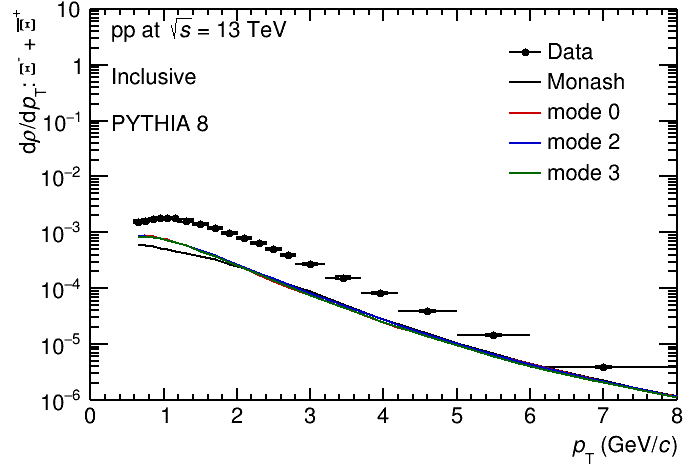 dρ/dp_T: Ξ⁻ + Ξ̅⁺
10
1
10⁻¹
10⁻²
10⁻³
10⁻⁴
10⁻⁵
10⁻⁶
pp at √s = 13 TeV
Inclusive
PYTHIA 8
Data
Monash
mode 0
mode 2
mode 3
0 1 2 3 4 5 6 7 8
p_T (GeV/c)